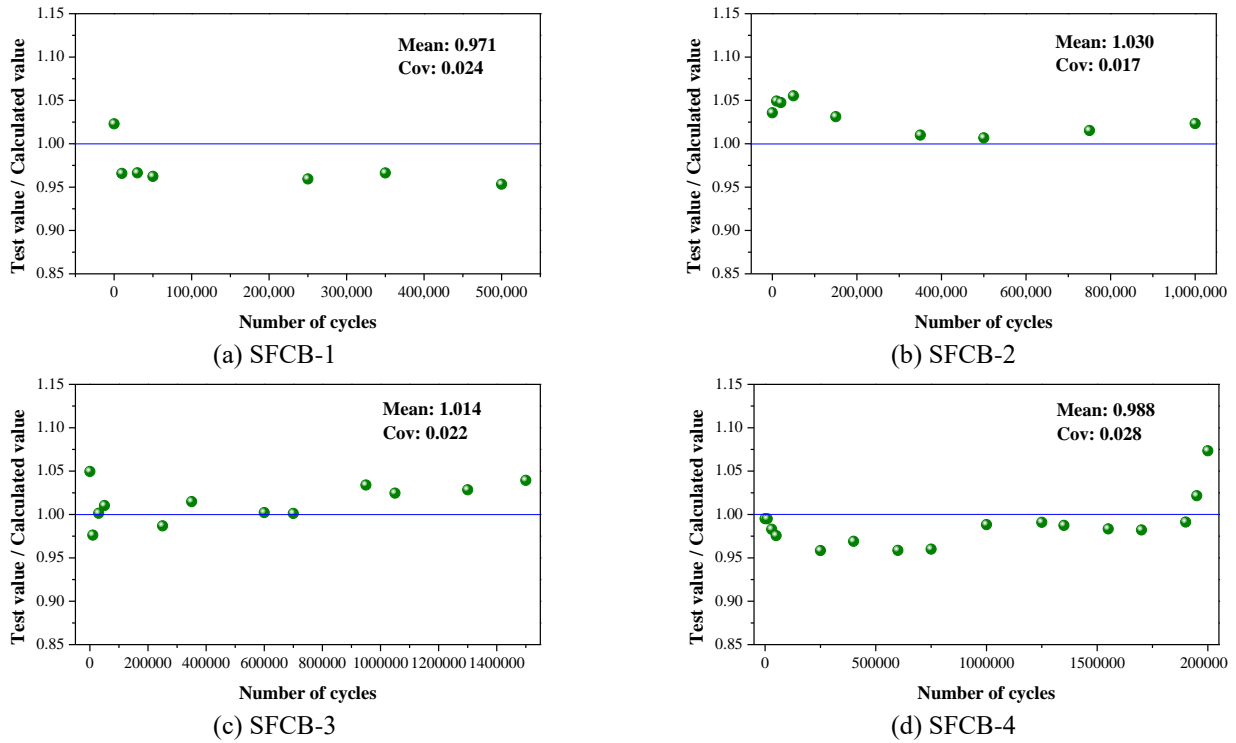 1.15
1.10
1.05
1.00
0.95
0.90
0.85
Test value / Calculated value
Mean: 0.971
Cov: 0.024
0 100,000 200,000 300,000 400,000 500,000
Number of cycles
(a) SFCB-1
1.15
1.10
1.05
1.00
0.95
0.90
0.85
Test value / Calculated value
Mean: 1.030
Cov: 0.017
0 200,000 400,000 600,000 800,000 1,000,000
Number of cycles
(b) SFCB-2
1.15
1.10
1.05
1.00
0.95
0.90
0.85
Test value / Calculated value
Mean: 1.014
Cov: 0.022
0 200000 400000 600000 800000 1000000 1200000 1400000
Number of cycles
(c) SFCB-3
1.15
1.10
1.05
1.00
0.95
0.90
0.85
Test value / Calculated value
Mean: 0.988
Cov: 0.028
0 500000 1000000 1500000 200000
Number of cycles
(d) SFCB-4